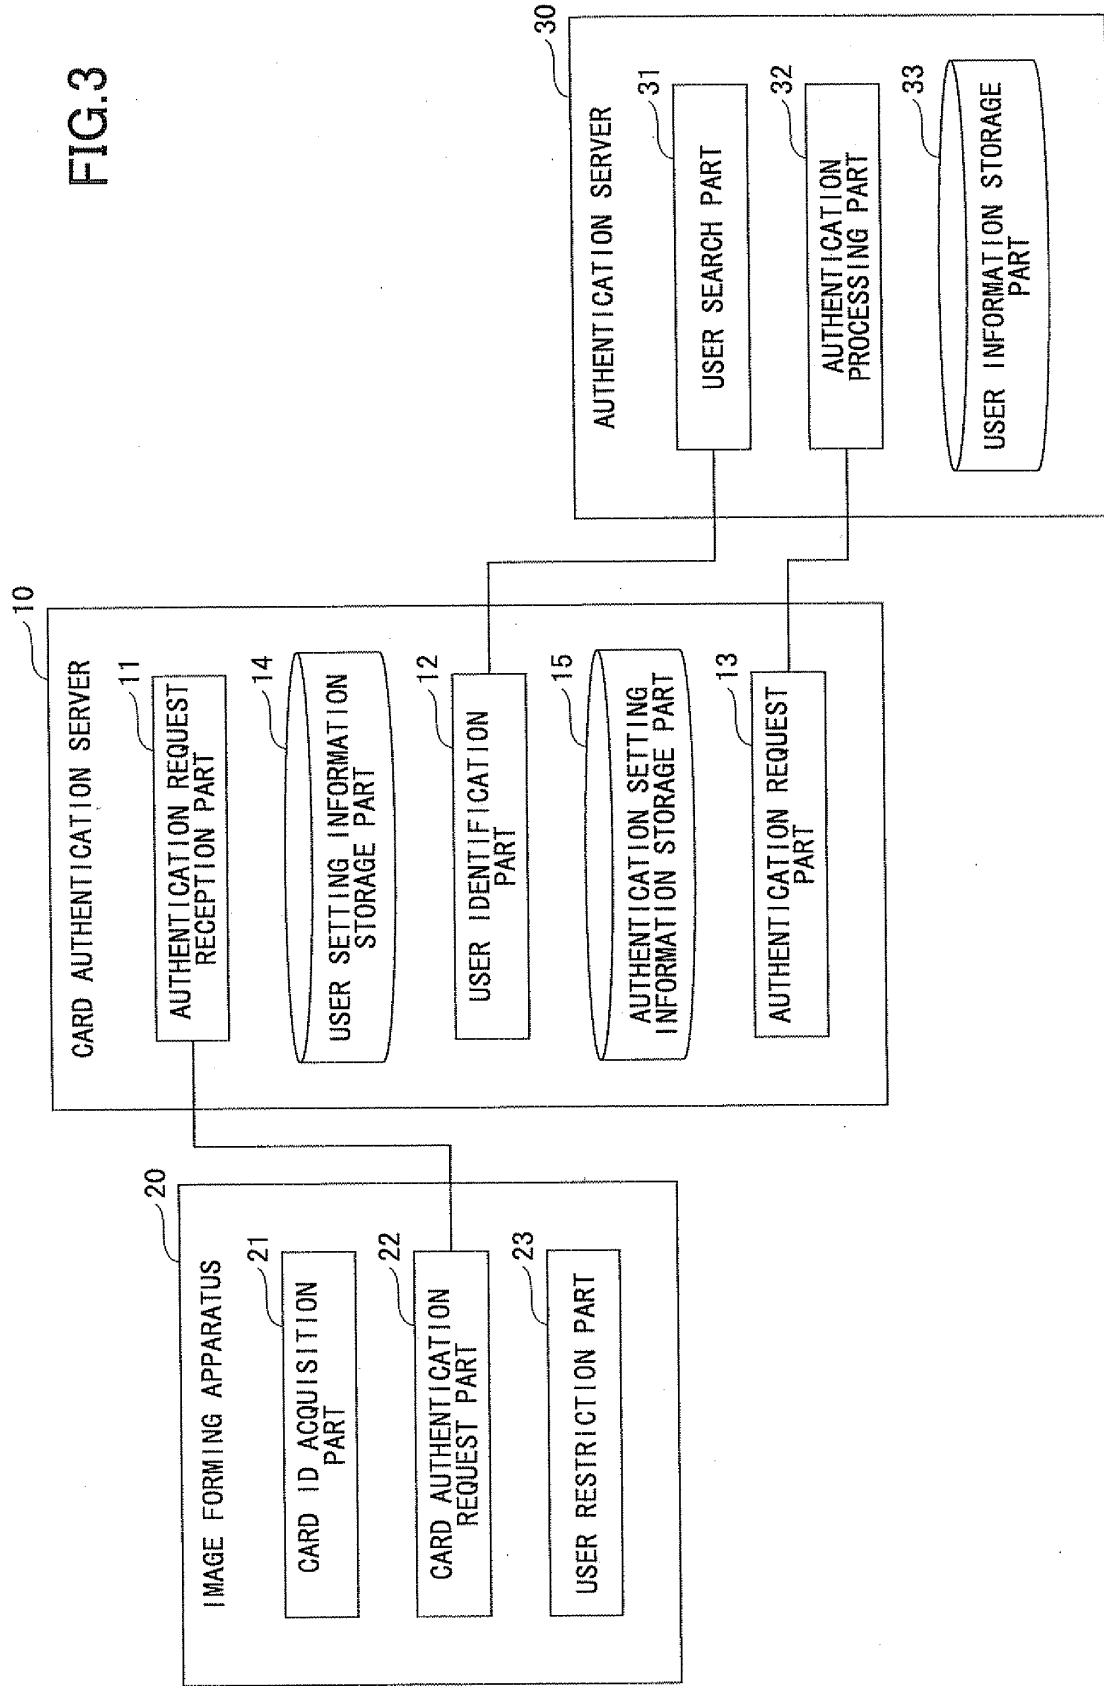 FIG.3
20
IMAGE FORMING APPARATUS
21
CARD ID ACQUISITION
PART
22
CARD AUTHENTICATION
REQUEST PART
23
USER RESTRICTION PART
10
CARD AUTHENTICATION SERVER
11
AUTHENTICATION REQUEST
RECEPTION PART
14
USER SETTING INFORMATION
STORAGE PART
12
USER IDENTIFICATION
PART
15
AUTHENTICATION SETTING
INFORMATION STORAGE PART
13
AUTHENTICATION REQUEST
PART
30
AUTHENTICATION SERVER
31
USER SEARCH PART
32
AUTHENTICATION
PROCESSING PART
33
USER INFORMATION STORAGE
PART